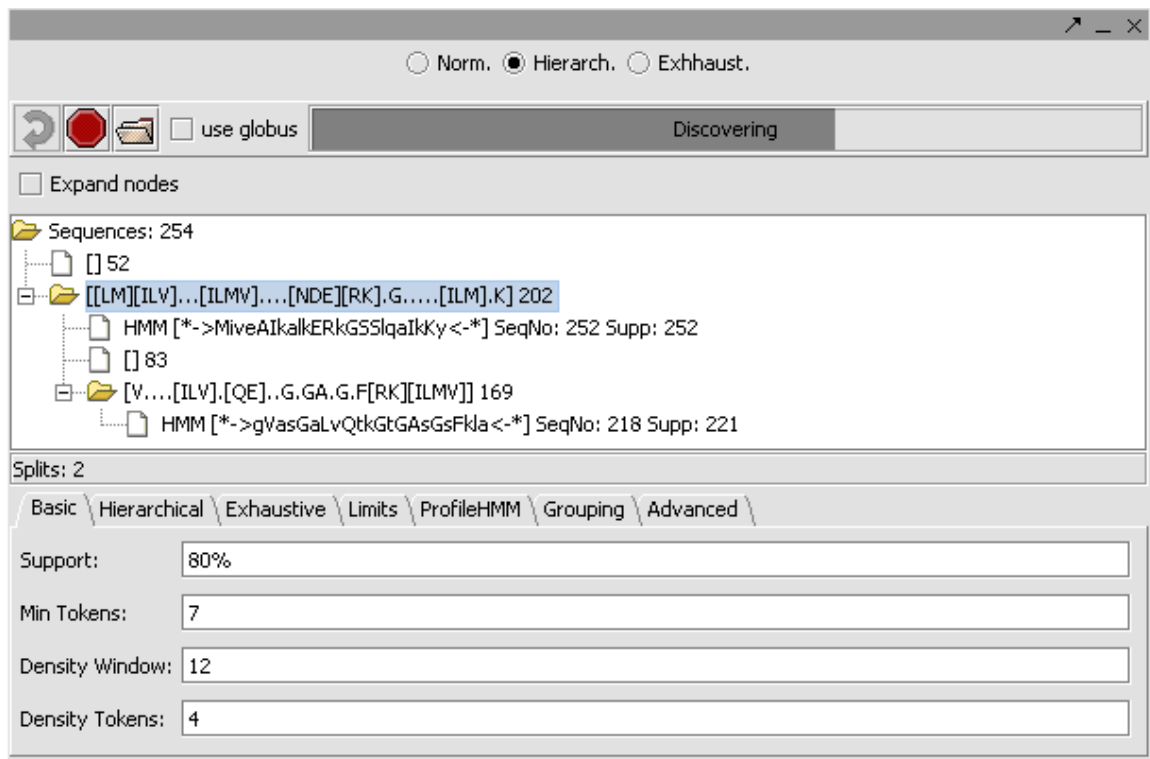 Norm. Hierarch. Exhhaust.
use globus Discovering
Expand nodes
Sequences: 254
[] 52
[[LM][ILV]...[ILMV]....[NDE][RK].G.....[ILM].K] 202
HMM [*->MiveAIkalkERkGSSlqaIkKy<-*] SeqNo: 252 Supp: 252
[] 83
[V....[ILV].[QE]..G.GA.G.F[RK][ILMV]] 169
HMM [*->gVasGaLvQtkGtGAsGsFkla<-*] SeqNo: 218 Supp: 221
Splits: 2
Basic Hierarchical Exhaustive Limits ProfileHMM Grouping Advanced
Support: 80%
Min Tokens: 7
Density Window: 12
Density Tokens: 4